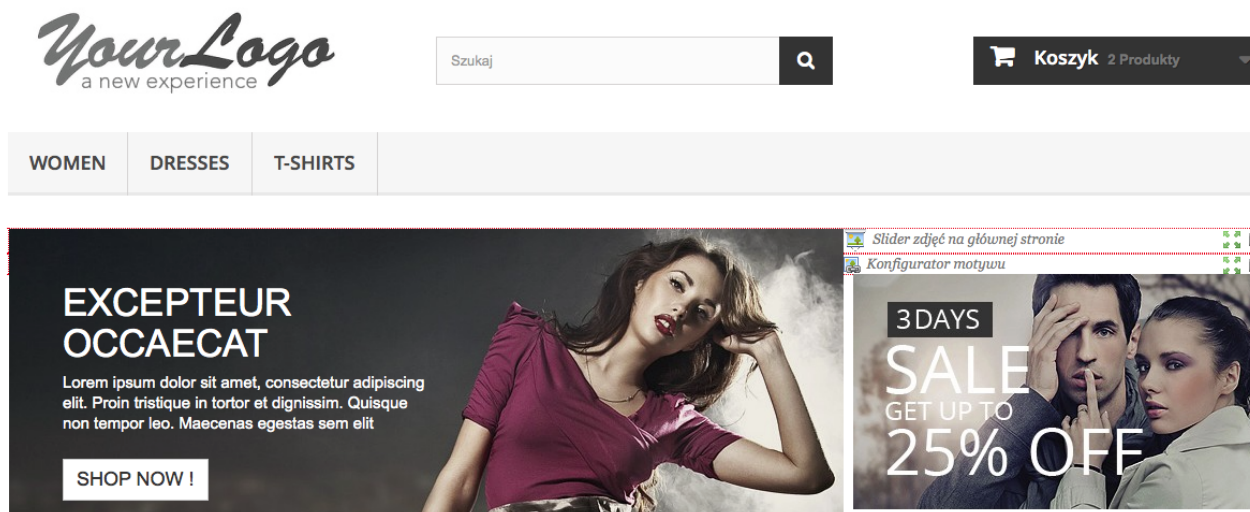 YourLogo
a new experience
Szukaj
Koszyk 2 Produkty
WOMEN DRESSES T-SHIRTS
Slider zdjęć na głównej stronie
Konfigurator motywu
EXCEPTEUR
OCCAECAT
Lorem ipsum dolor sit amet, consectetur adipiscing
elit. Proin tristique in tortor et dignissim. Quisque
non tempor leo. Maecenas egestas sem elit
SHOP NOW !
3 DAYS
SALE
GET UP TO
25% OFF